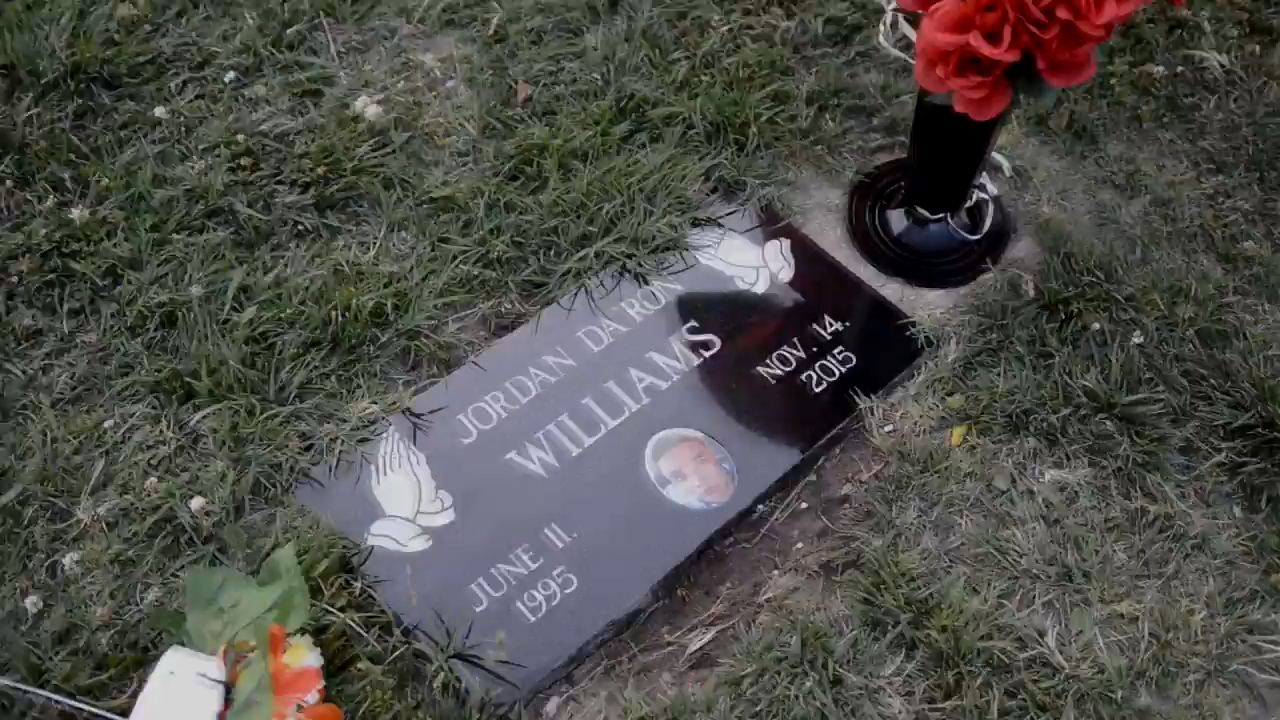 JORDAN DA RON
WILLIAMS
JUNE 11,
1995
NOV. 14,
2015